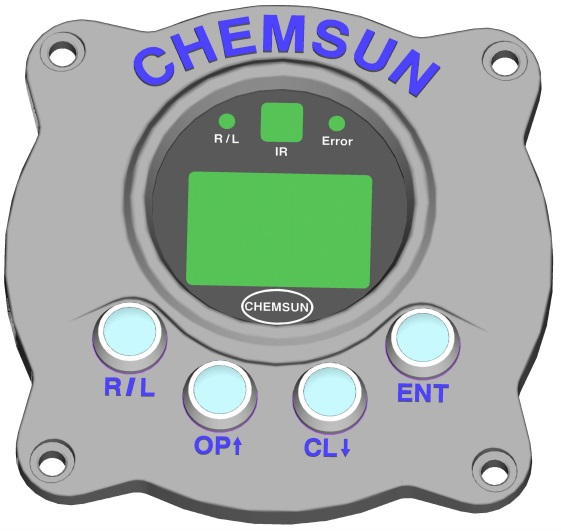 CHEMSUN
R/L
IR
Error
CHEMSUN
R/L
OP↑
CL↓
ENT